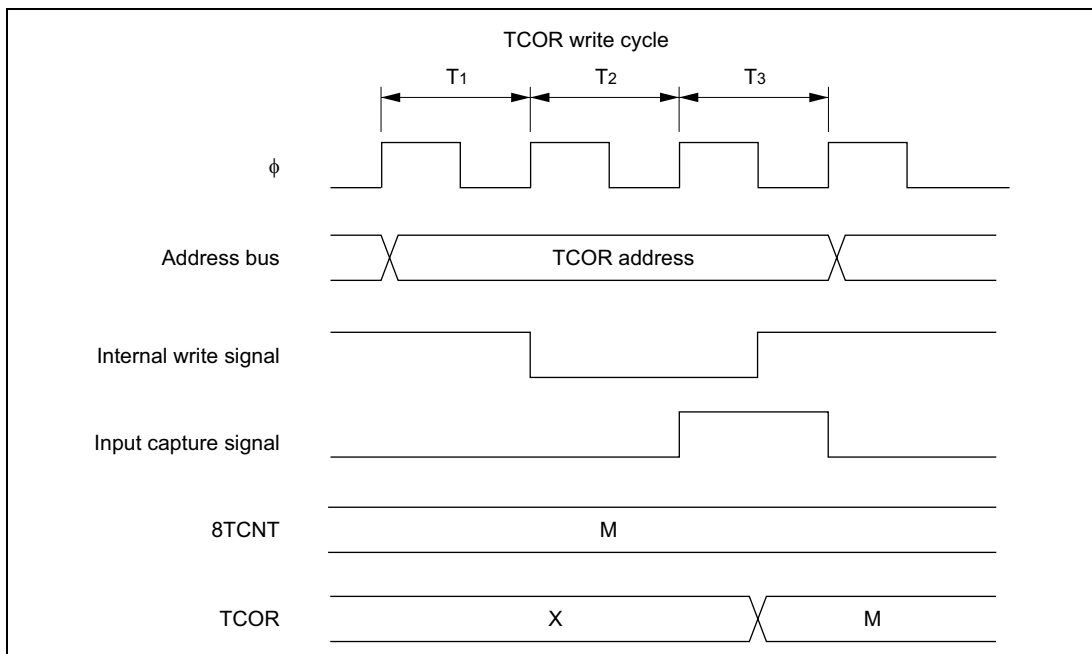 TCOR write cycle
T1 T2 T3
ϕ
Address bus TCOR address
Internal write signal
Input capture signal
8TCNT M
TCOR X M